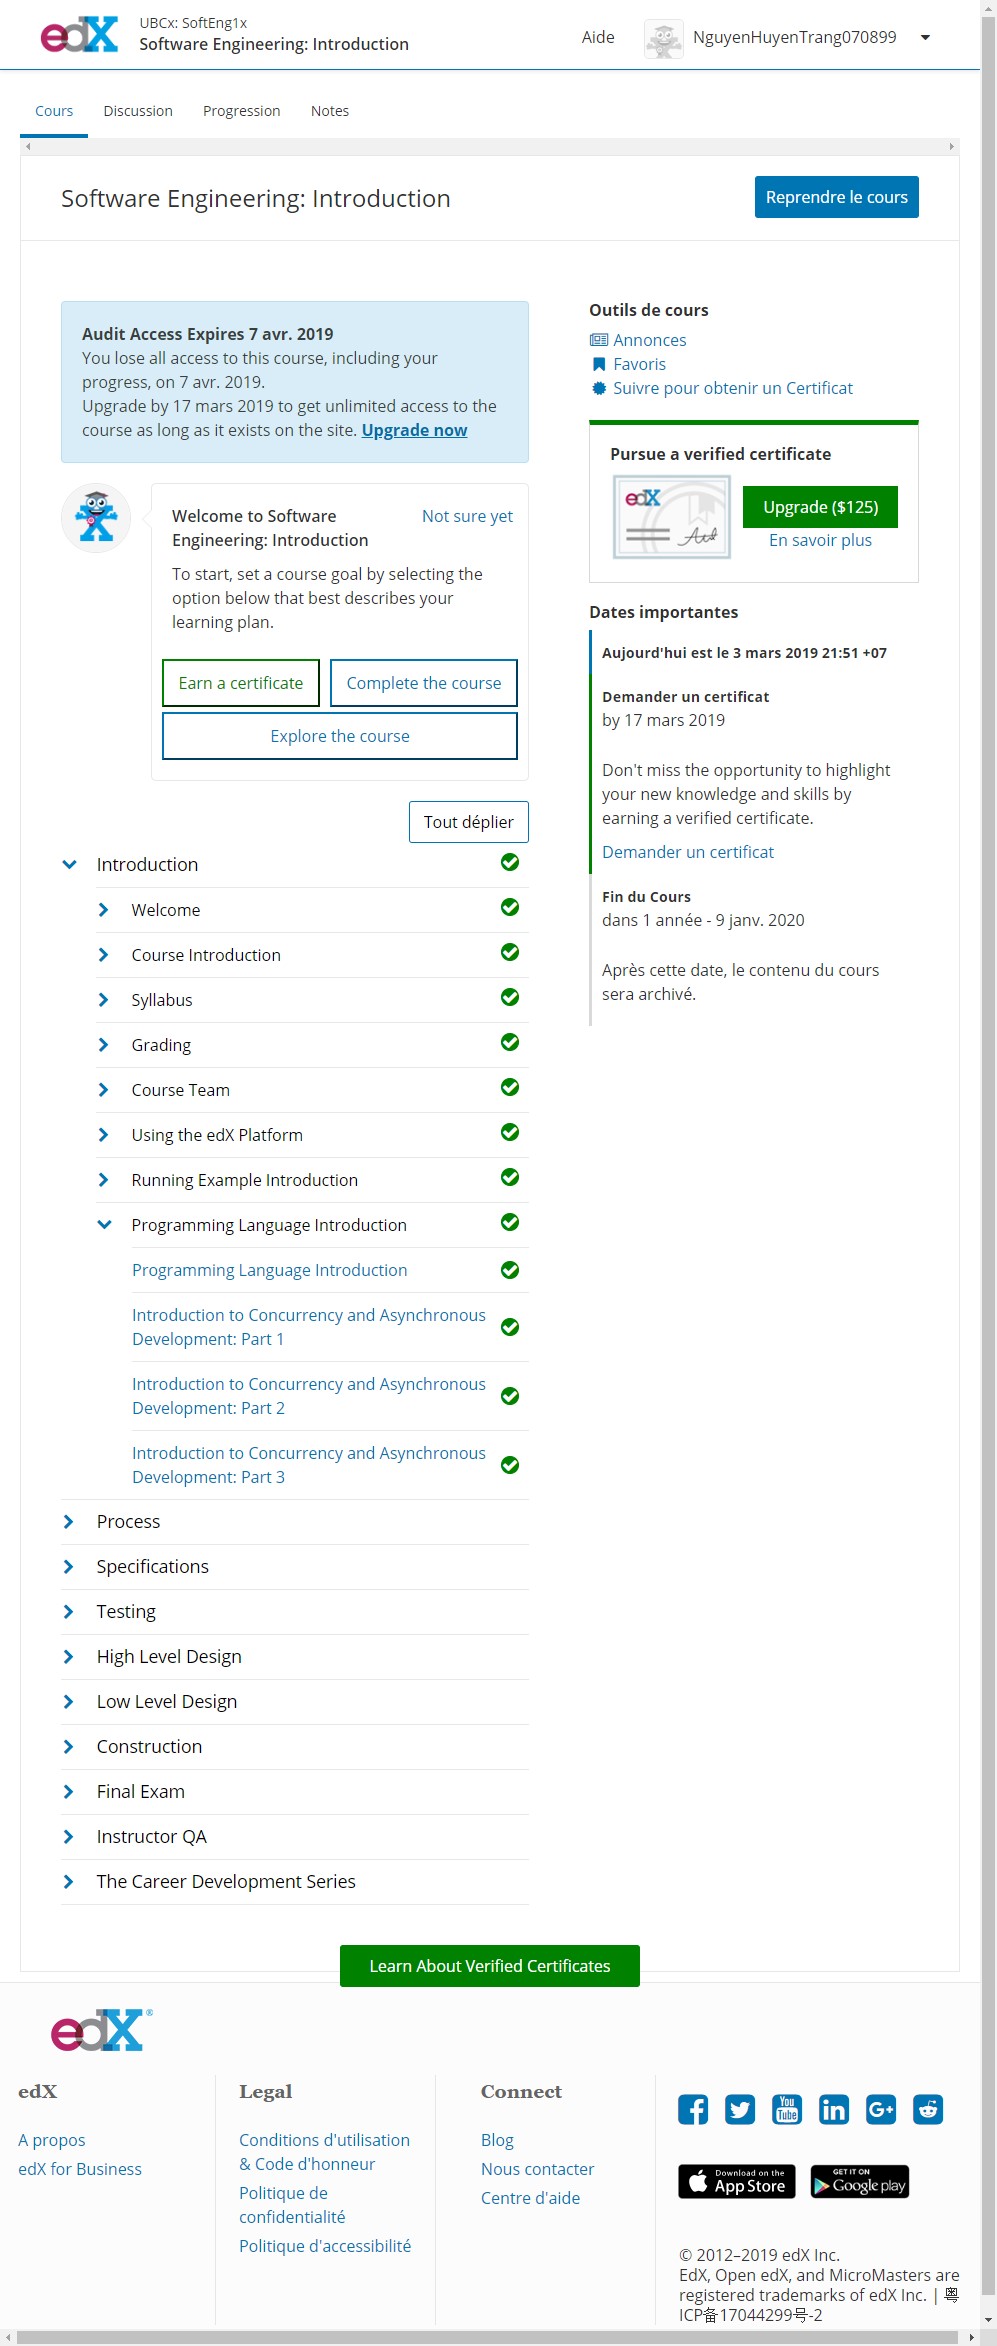 edX
UBCx: SoftEng1x
Software Engineering: Introduction
Aide
NguyenHuyenTrang070899
Cours
Discussion
Progression
Notes
Software Engineering: Introduction
Reprendre le cours
Audit Access Expires 7 avr. 2019
You lose all access to this course, including your
progress, on 7 avr. 2019.
Upgrade by 17 mars 2019 to get unlimited access to the
course as long as it exists on the site. Upgrade now
Welcome to Software
Engineering: Introduction
Not sure yet
To start, set a course goal by selecting the
option below that best describes your
learning plan.
Earn a certificate
Complete the course
Explore the course
Tout déplier
Introduction
Welcome
Course Introduction
Syllabus
Grading
Course Team
Using the edX Platform
Running Example Introduction
Programming Language Introduction
Programming Language Introduction
Introduction to Concurrency and Asynchronous
Development: Part 1
Introduction to Concurrency and Asynchronous
Development: Part 2
Introduction to Concurrency and Asynchronous
Development: Part 3
Process
Specifications
Testing
High Level Design
Low Level Design
Construction
Final Exam
Instructor QA
The Career Development Series
Outils de cours
Annonces
Favoris
Suivre pour obtenir un Certificat
Pursue a verified certificate
edX
Upgrade ($125)
En savoir plus
Dates importantes
Aujourd'hui est le 3 mars 2019 21:51 +07
Demander un certificat
by 17 mars 2019
Don't miss the opportunity to highlight
your new knowledge and skills by
earning a verified certificate.
Demander un certificat
Fin du Cours
dans 1 année - 9 janv. 2020
Après cette date, le contenu du cours
sera archivé.
Learn About Verified Certificates
edX®
edX
A propos
edX for Business
Legal
Conditions d'utilisation
& Code d'honneur
Politique de
confidentialité
Politique d'accessibilité
Connect
Blog
Nous contacter
Centre d'aide
You
Tube
in
G+
Download on the
App Store
GET IT ON
Google play
© 2012–2019 edX Inc.
EdX, Open edX, and MicroMasters are
registered trademarks of edX Inc. | 粤
ICP备17044299号-2